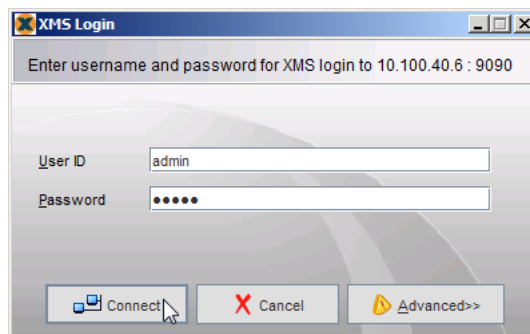 XMS Login
Enter username and password for XMS login to 10.100.40.6 : 9090
User ID
admin
Password
●●●●●
Connect
Cancel
Advanced>>